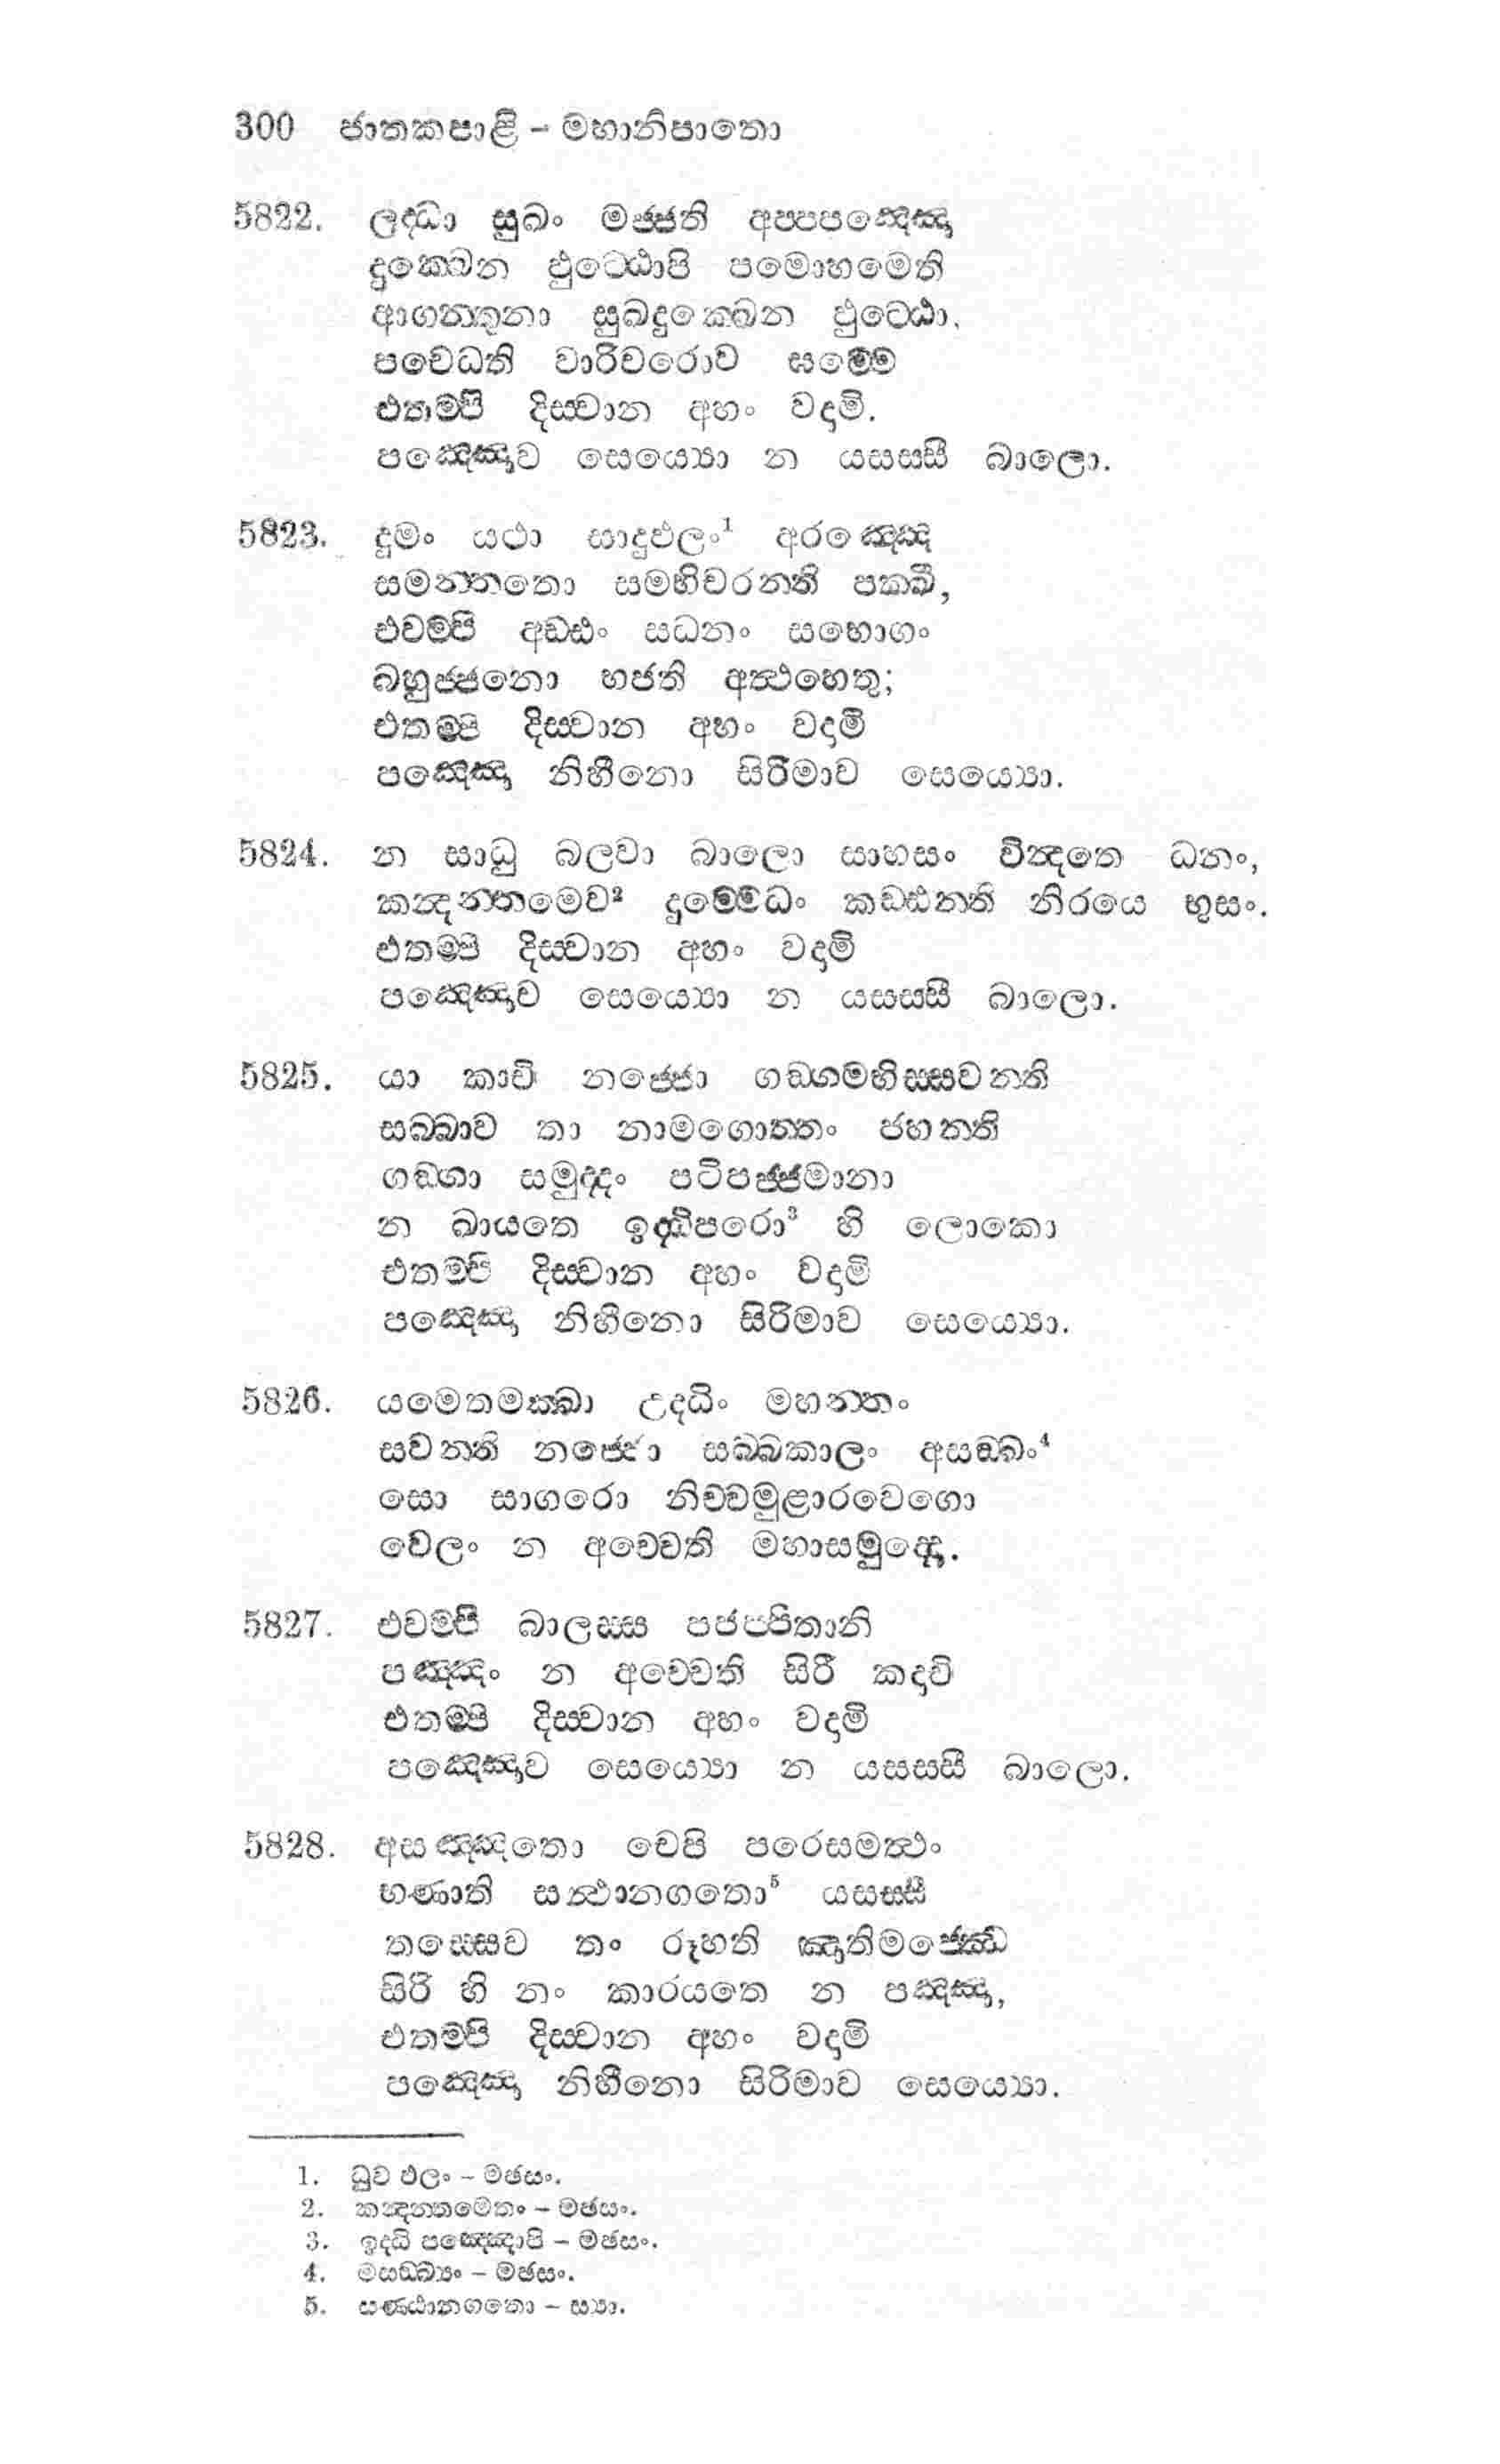 300 ජාතකපාළි – මහානිපාතො
5822. ලද්ධා සුඛං මජ්ජති අප්පපඤ්ඤො
දුක්ඛෙන ඵුට්ඨොපි පමොහමෙති
ආගන්තුනා සුඛදුක්ඛෙන ඵුට්ඨො,
පවෙධති වාරිචරොව ඝම්මෙ
එතම්පි දිස්වාන අහං වදාමි.
පඤ්ඤොව සෙය්‍යො න යසස්සී බාලො.
5823. දුමං යථා සාදුඵලං¹ අරඤ්ඤෙ
සමන්තතො සමභිචරන්ති පක්ඛී,
එවම්පි අඩ්ඪං සධනං සභොගං
බහුජ්ජනො භජති අත්ථහෙතු;
එතම්පි දිස්වාන අහං වදාමි
පඤ්ඤො නිහීනො සිරීමාව සෙය්‍යො.
5824. න සාධු බලවා බාලො සාහසං වින්දතෙ ධනං,
කන්දන්තමෙව² දුම්මෙධං කඩ්ඪන්ති නිරයෙ භුසං.
එතම්පි දිස්වාන අහං වදාමි
පඤ්ඤොව සෙය්‍යො න යසස්සී බාලො.
5825. යා කාචි නජ්ජො ගඞ්ගමභිස්සවන්ති
සබ්බාව තා නාමගොත්තං ජහන්ති
ගඞ්ගා සමුද්දං පටිපජ්ජමානා
න ඛායතෙ ඉද්ධිපරො³ හි ලොකො
එතම්පි දිස්වාන අහං වදාමි
පඤ්ඤො නිහීනො සිරිමාව සෙය්‍යො.
5826. යමෙතමක්ඛා උදධිං මහන්තං
සවන්ති නජ්ජො සබ්බකාලං අසඞ්ඛං⁴
සො සාගරො නිච්චමුළාරවෙගො
වෙලං න අච්චෙති මහාසමුද්දො.
5827. එවම්පි බාලස්ස පජප්පිතානි
පඤ්ඤං න අච්චෙති සිරී කදාචි
එතම්පි දිස්වාන අහං වදාමි
පඤ්ඤොව සෙය්‍යො න යසස්සී බාලො.
5828. අසඤ්ඤතො චෙපි පරෙසමත්ථං
භණාති සන්ථානගතො⁵ යසස්සී
තස්සෙව තං රූහති ඤාතිමජ්ඣෙ
සිරි හි නං කාරයතෙ න පඤ්ඤා,
එතම්පි දිස්වාන අහං වදාමි
පඤ්ඤො නිහීනො සිරිමාව සෙය්‍යො.
1. ධුව ඵලං – මඡසං.
2. කන්දන්තමෙතං – මඡසං.
3. ඉද්ධි පඤ්ඤොපි – මඡසං.
4. මසඞ්ඛ්‍යං – මඡසං.
5. සණ්ඨානගතො – ස්‍යා.